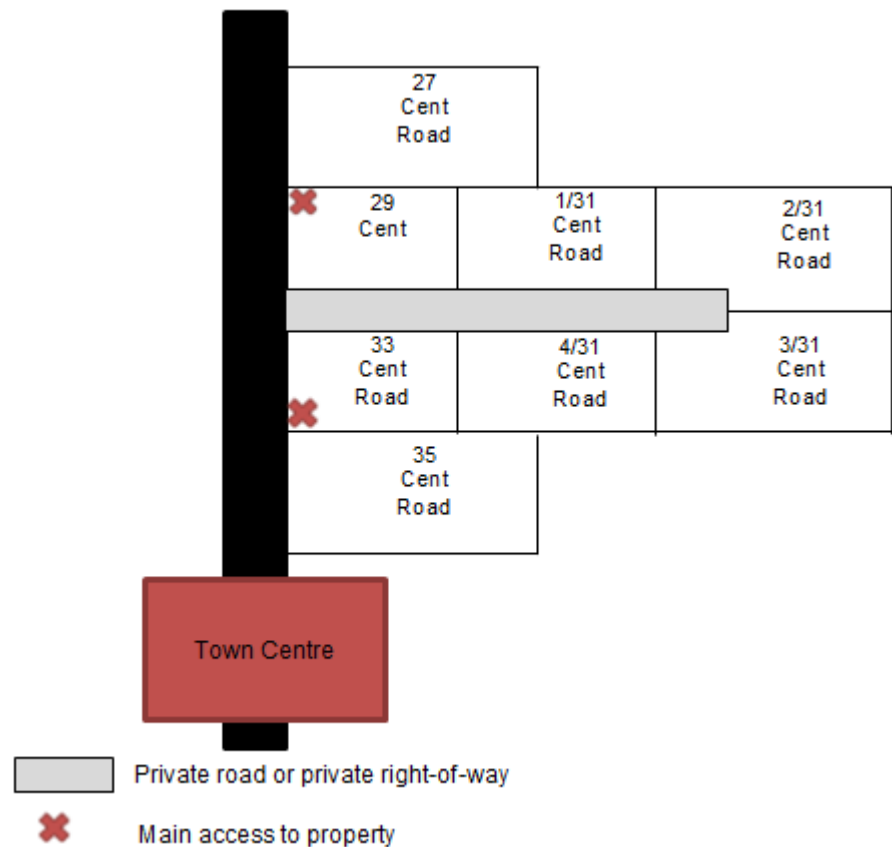 27
Cent
Road
29
Cent
1/31
Cent
Road
2/31
Cent
Road
33
Cent
Road
4/31
Cent
Road
3/31
Cent
Road
35
Cent
Road
Town Centre
Private road or private right-of-way
Main access to property